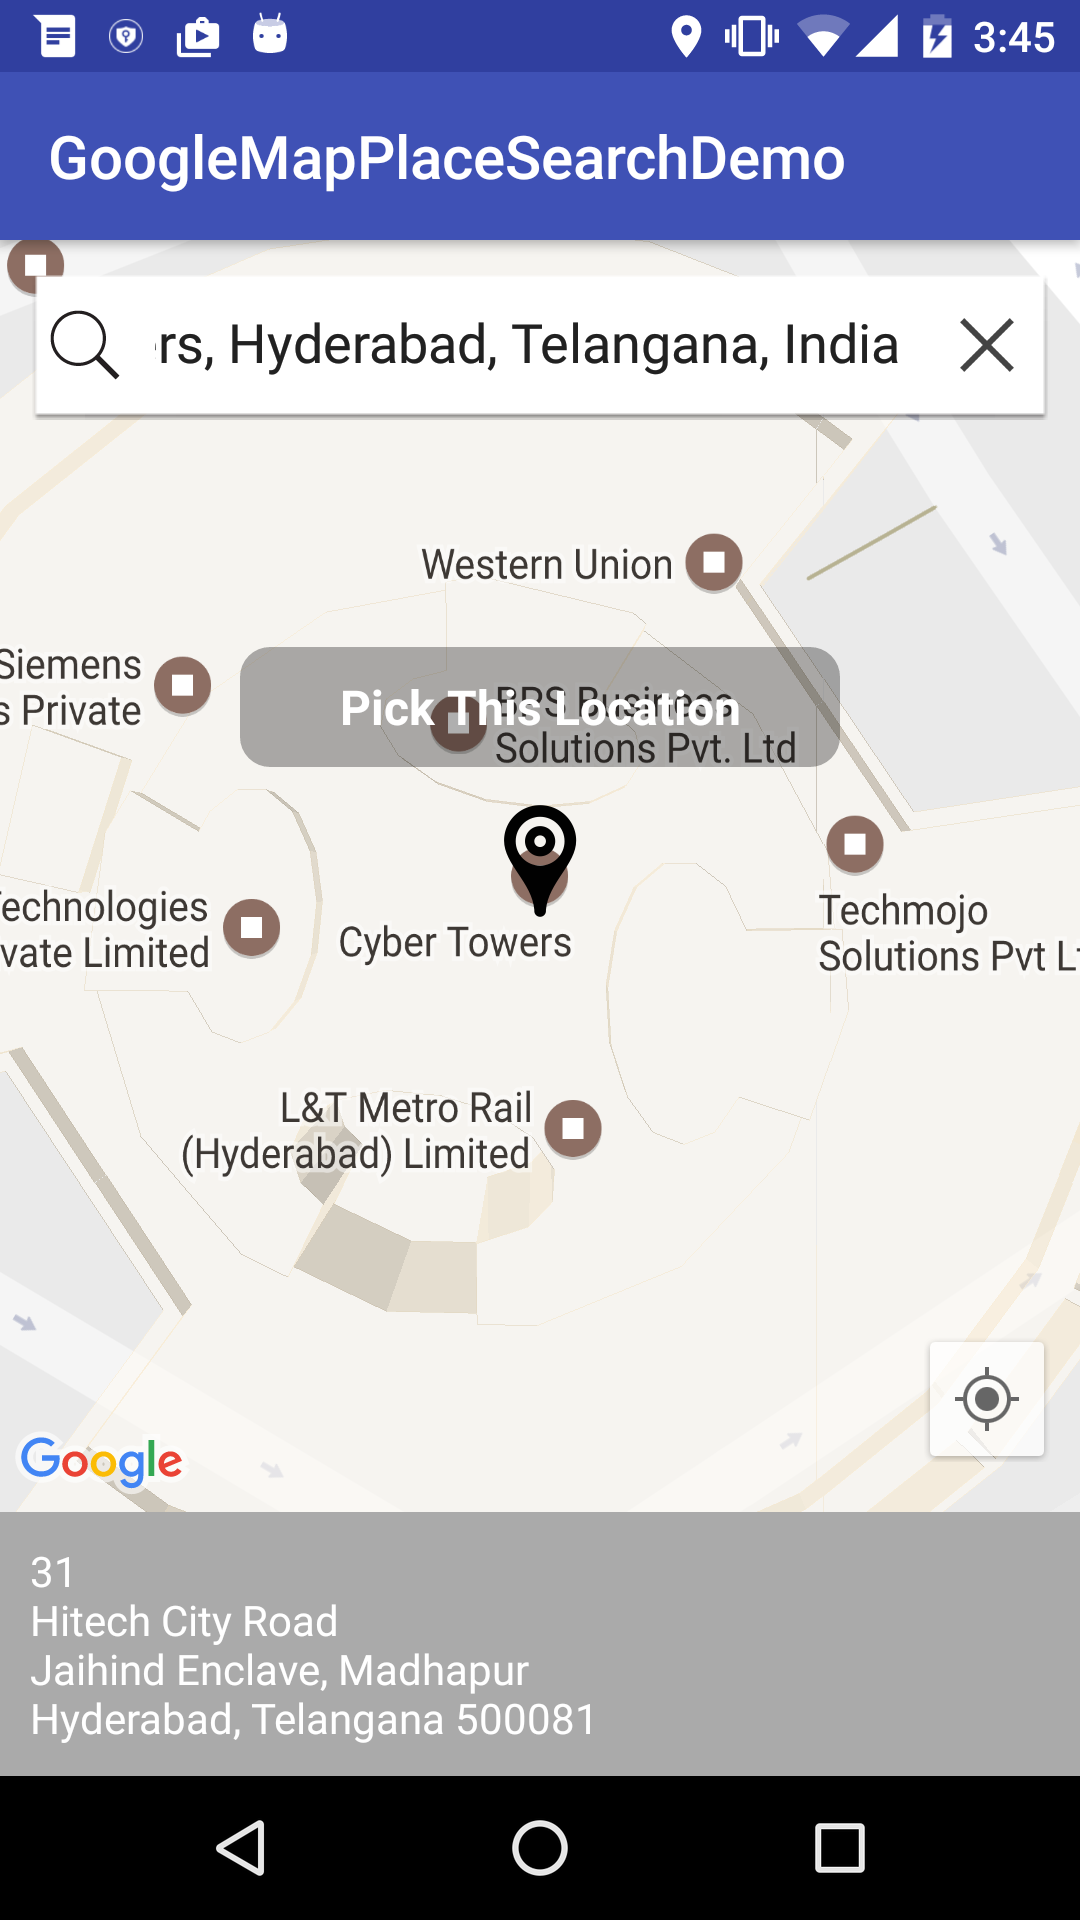 3:45
GoogleMapPlaceSearchDemo
rs, Hyderabad, Telangana, India
Western Union
Siemens
s Private
Pick This Location
BPS Business
Solutions Pvt. Ltd
echnologies
vate Limited
Cyber Towers
Techmojo
Solutions Pvt Lt
L&T Metro Rail
(Hyderabad) Limited
Google
31
Hitech City Road
Jaihind Enclave, Madhapur
Hyderabad, Telangana 500081